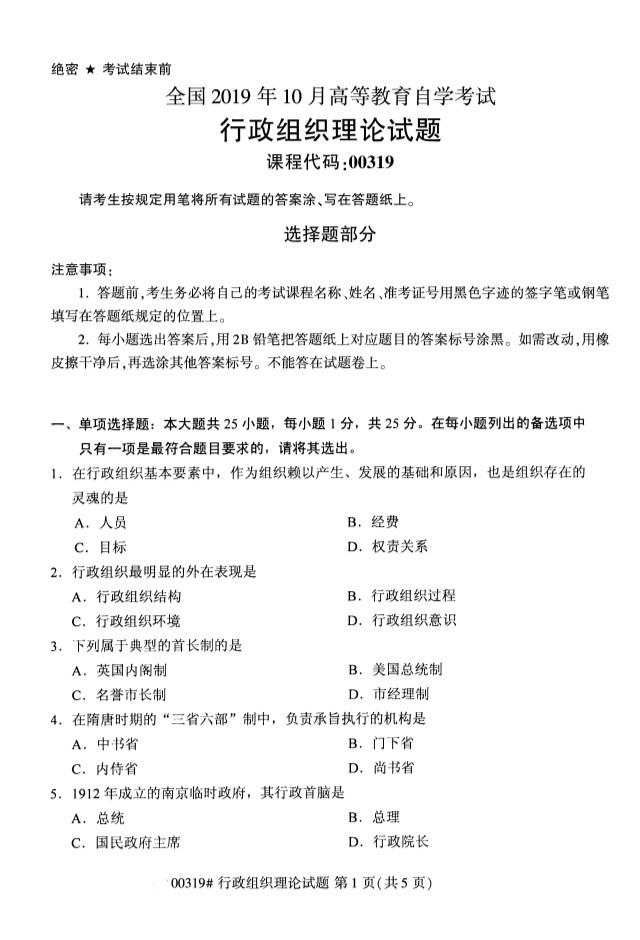 绝密 ★ 考试结束前
全国 2019 年 10 月高等教育自学考试
行政组织理论试题
课程代码:00319
请考生按规定用笔将所有试题的答案涂、写在答题纸上。
选择题部分
注意事项:
1. 答题前,考生务必将自己的考试课程名称、姓名、准考证号用黑色字迹的签字笔或钢笔
填写在答题纸规定的位置上。
2. 每小题选出答案后,用 2B 铅笔把答题纸上对应题目的答案标号涂黑。如需改动,用橡
皮擦干净后,再选涂其他答案标号。不能答在试题卷上。
一、单项选择题：本大题共 25 小题，每小题 1 分，共 25 分。在每小题列出的备选项中
只有一项是最符合题目要求的，请将其选出。
1．在行政组织基本要素中，作为组织赖以产生、发展的基础和原因，也是组织存在的
灵魂的是
A．人员 B．经费
C．目标 D．权责关系
2．行政组织最明显的外在表现是
A．行政组织结构 B．行政组织过程
C．行政组织环境 D．行政组织意识
3．下列属于典型的首长制的是
A．英国内阁制 B．美国总统制
C．名誉市长制 D．市经理制
4．在隋唐时期的“三省六部”制中，负责承旨执行的机构是
A．中书省 B．门下省
C．内侍省 D．尚书省
5．1912 年成立的南京临时政府，其行政首脑是
A．总统 B．总理
C．国民政府主席 D．行政院长
00319# 行政组织理论试题 第 1 页(共 5 页)